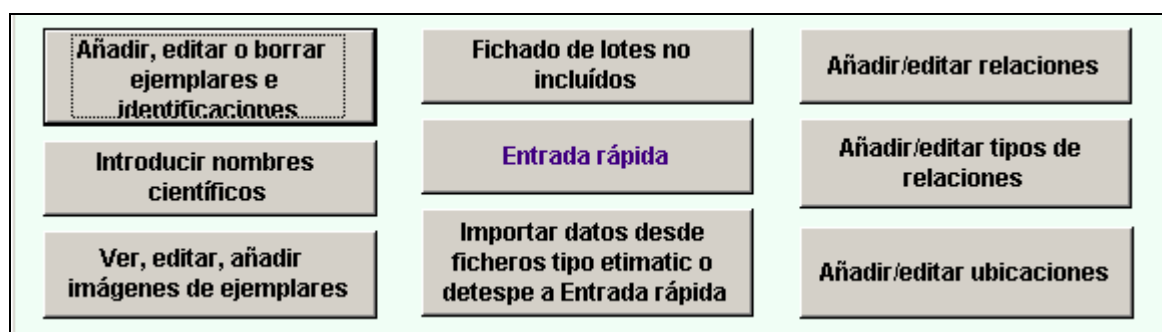 Añadir, editar o borrar
ejemplares e
identificaciones
Introducir nombres
científicos
Ver, editar, añadir
imágenes de ejemplares
Fichado de lotes no
incluídos
Entrada rápida
Importar datos desde
ficheros tipo etimatic o
detespe a Entrada rápida
Añadir/editar relaciones
Añadir/editar tipos de
relaciones
Añadir/editar ubicaciones